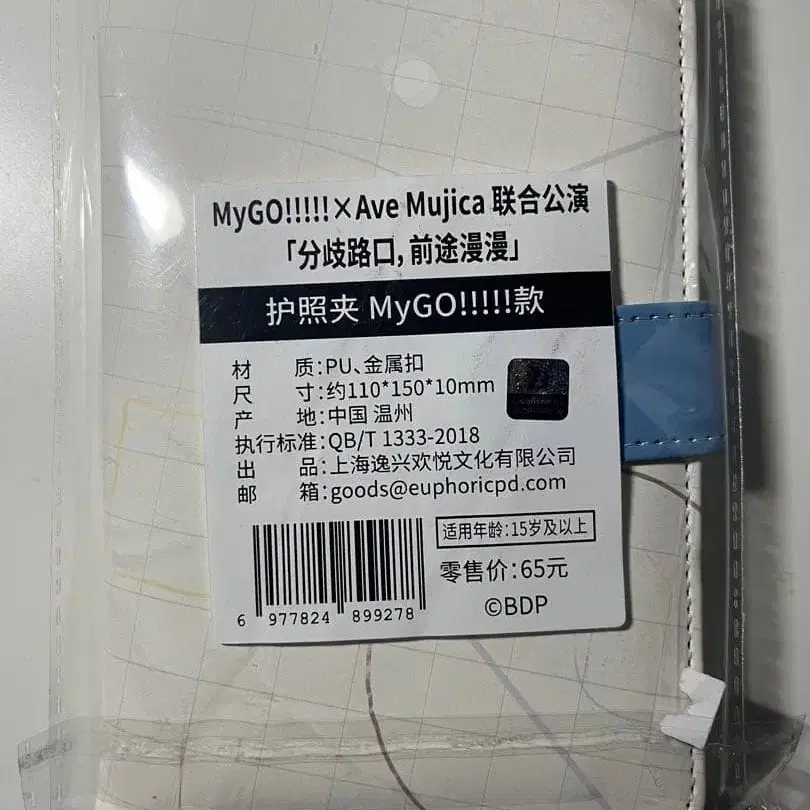 MyGO!!!!!×Ave Mujica 联合公演
「分歧路口，前途漫漫」
护照夹 MyGO!!!!!款
材 质：PU、金属扣
尺 寸：约110*150*10mm
产 地：中国 温州
执行标准：QB/T 1333-2018
出 品：上海逸兴欢悦文化有限公司
邮 箱：goods@euphoricpd.com
适用年龄：15岁及以上
零售价：65元
6 977824 899278
©BDP